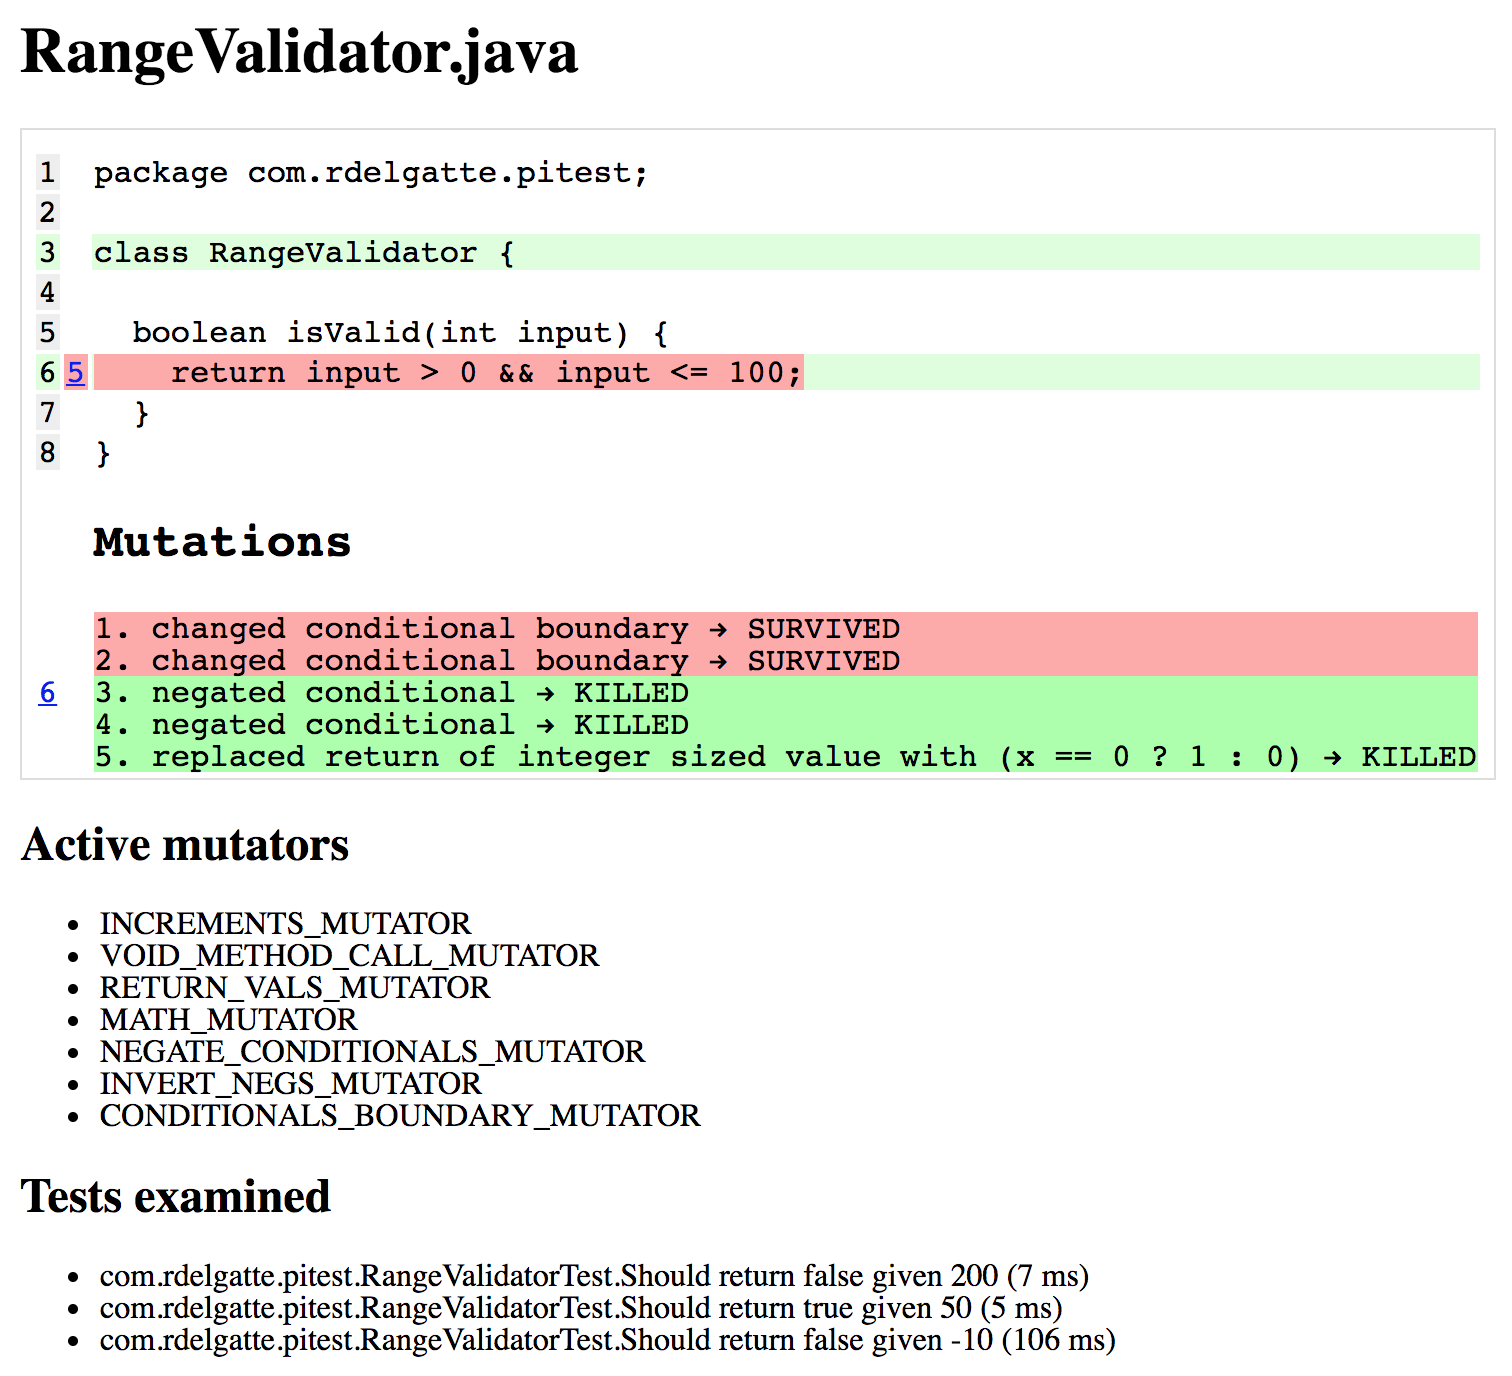 RangeValidator.java
1 package com.rdelgatte.pitest;
2
3 class RangeValidator {
4
5 boolean isValid(int input) {
6 5 return input > 0 && input <= 100;
7 }
8 }
Mutations
1. changed conditional boundary → SURVIVED
2. changed conditional boundary → SURVIVED
6 3. negated conditional → KILLED
4. negated conditional → KILLED
5. replaced return of integer sized value with (x == 0 ? 1 : 0) → KILLED
Active mutators
• INCREMENTS_MUTATOR
• VOID_METHOD_CALL_MUTATOR
• RETURN_VALS_MUTATOR
• MATH_MUTATOR
• NEGATE_CONDITIONALS_MUTATOR
• INVERT_NEGS_MUTATOR
• CONDITIONALS_BOUNDARY_MUTATOR
Tests examined
• com.rdelgatte.pitest.RangeValidatorTest.Should return false given 200 (7 ms)
• com.rdelgatte.pitest.RangeValidatorTest.Should return true given 50 (5 ms)
• com.rdelgatte.pitest.RangeValidatorTest.Should return false given -10 (106 ms)